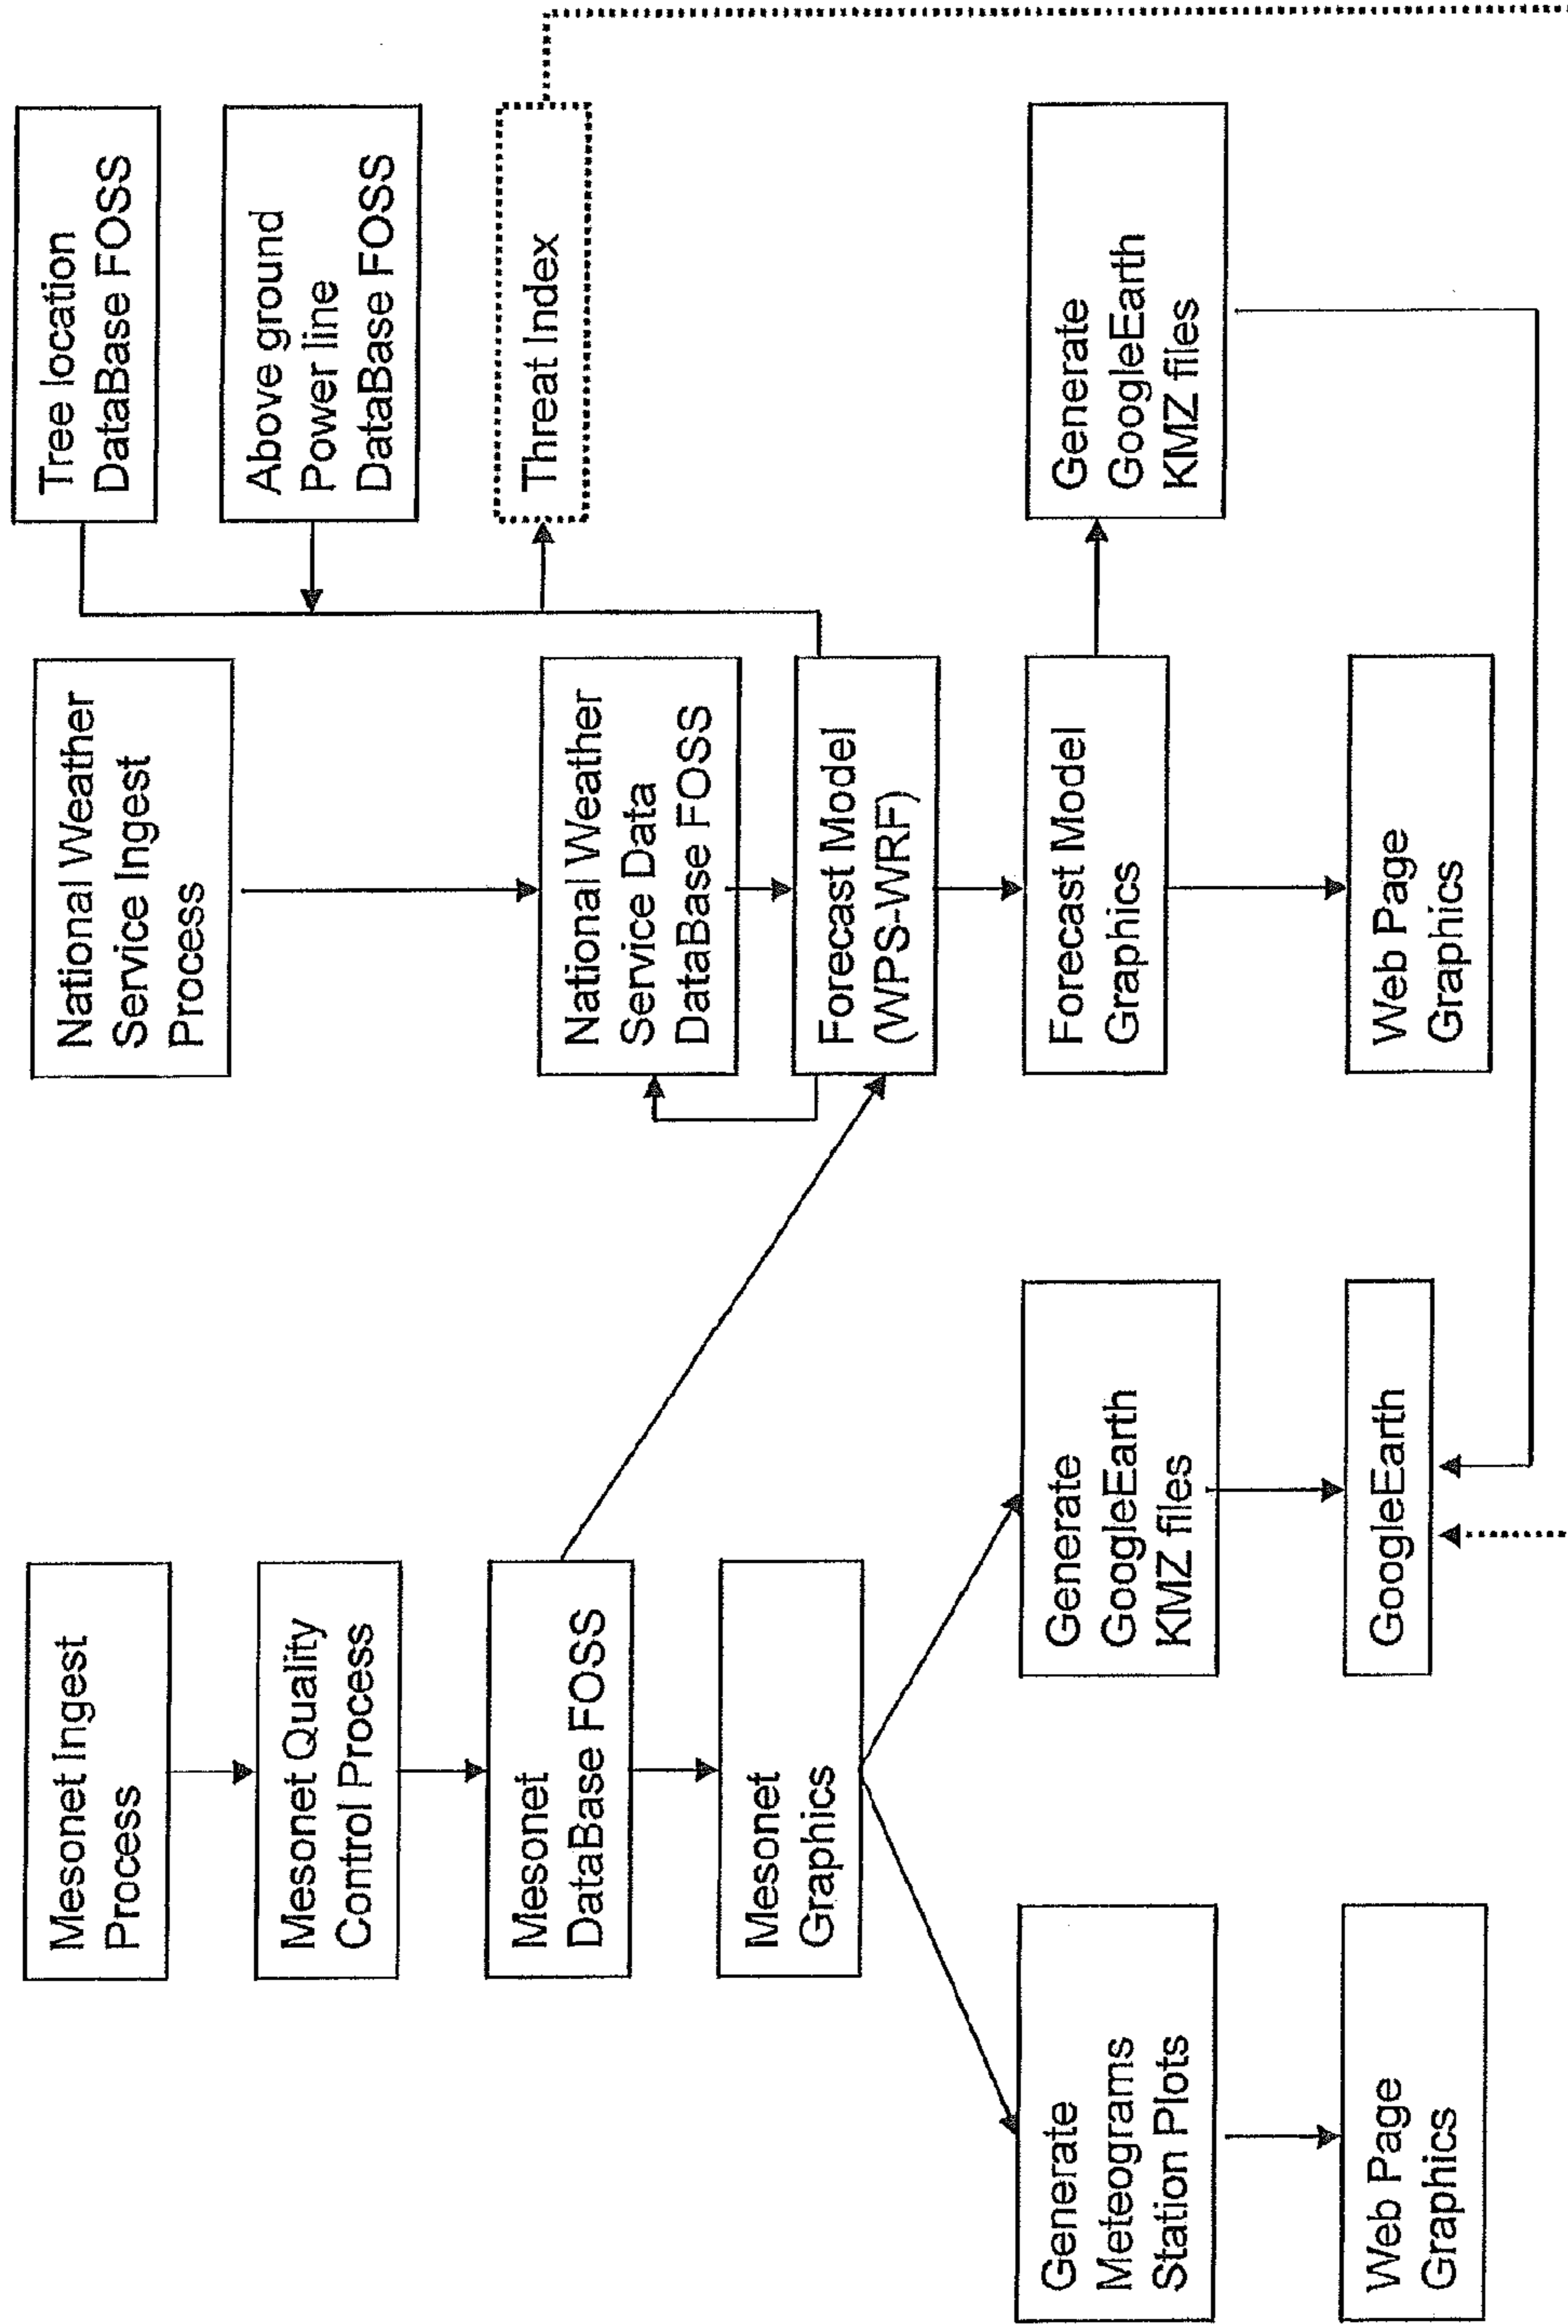 Mesonet Ingest
Process
Mesonet Quality
Control Process
Mesonet
DataBase FOSS
Mesonet
Graphics
Generate
Meteograms
Station Plots
Web Page
Graphics
Generate
GoogleEarth
KMZ files
GoogleEarth
National Weather
Service Ingest
Process
National Weather
Service Data
DataBase FOSS
Forecast Model
(WPS-WRF)
Forecast Model
Graphics
Web Page
Graphics
Tree location
DataBase FOSS
Above ground
Power line
DataBase FOSS
Threat Index
Generate
GoogleEarth
KMZ files